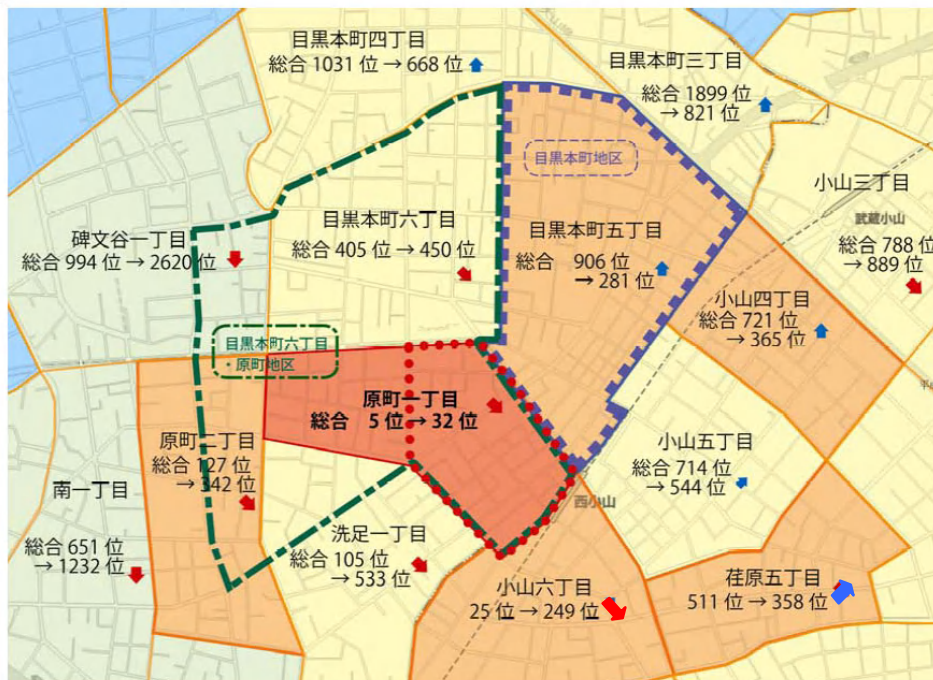 目黒本町四丁目
総合 1031 位 → 668 位
目黒本町三丁目
総合 1899 位
→ 821 位
目黒本町地区
小山三丁目
武蔵小山
総合 788 位
→ 889 位
目黒本町六丁目
総合 405 位 → 450 位
目黒本町五丁目
総合 906 位
→ 281 位
碑文谷一丁目
総合 994 位 → 2620 位
小山四丁目
総合 721 位
→ 365 位
目黒本町六丁目
・原町地区
原町一丁目
総合 5 位 → 32 位
原町二丁目
総合 127 位
→ 342 位
小山五丁目
総合 714 位
→ 544 位
南一丁目
総合 651 位
→ 1232 位
西小山
洗足一丁目
総合 105 位
→ 533 位
小山六丁目
25 位 → 249 位
荏原五丁目
511 位 → 358 位